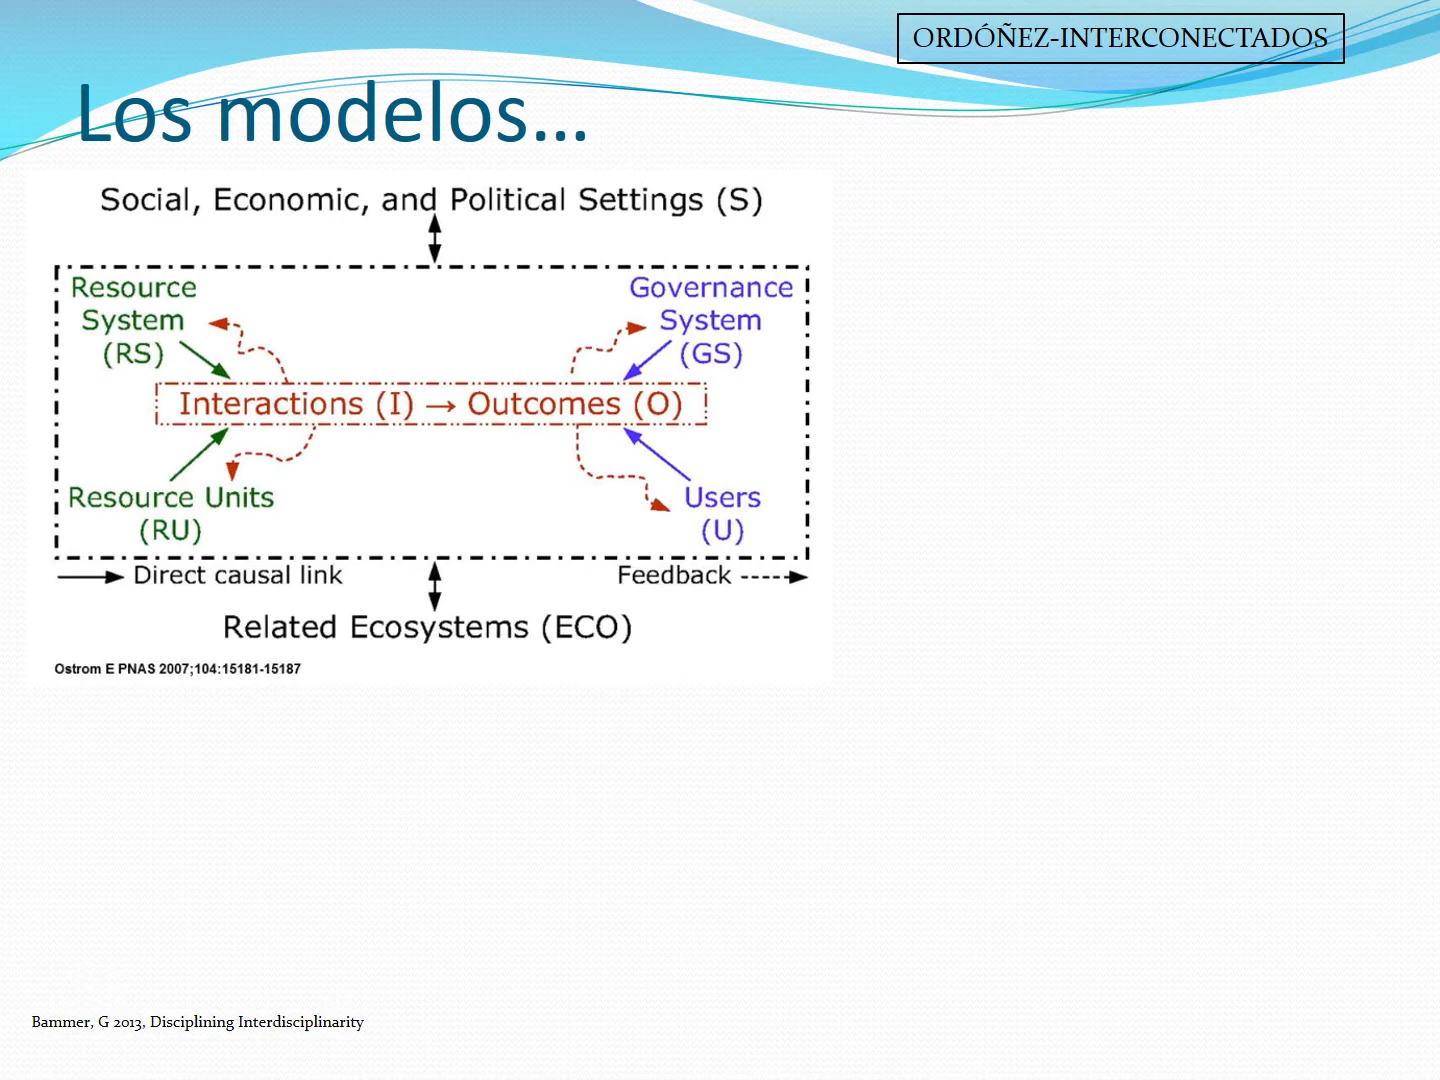 ORDÓÑEZ-INTERCONECTADOS
Los modelos...
Social, Economic, and Political Settings (S)
Resource
System
(RS)
Governance
System
(GS)
Interactions (I) → Outcomes (O)
Resource Units
(RU)
Users
(U)
Direct causal link
Feedback
Related Ecosystems (ECO)
Ostrom E PNAS 2007;104:15181-15187
Bammer, G 2013, Disciplining Interdisciplinarity